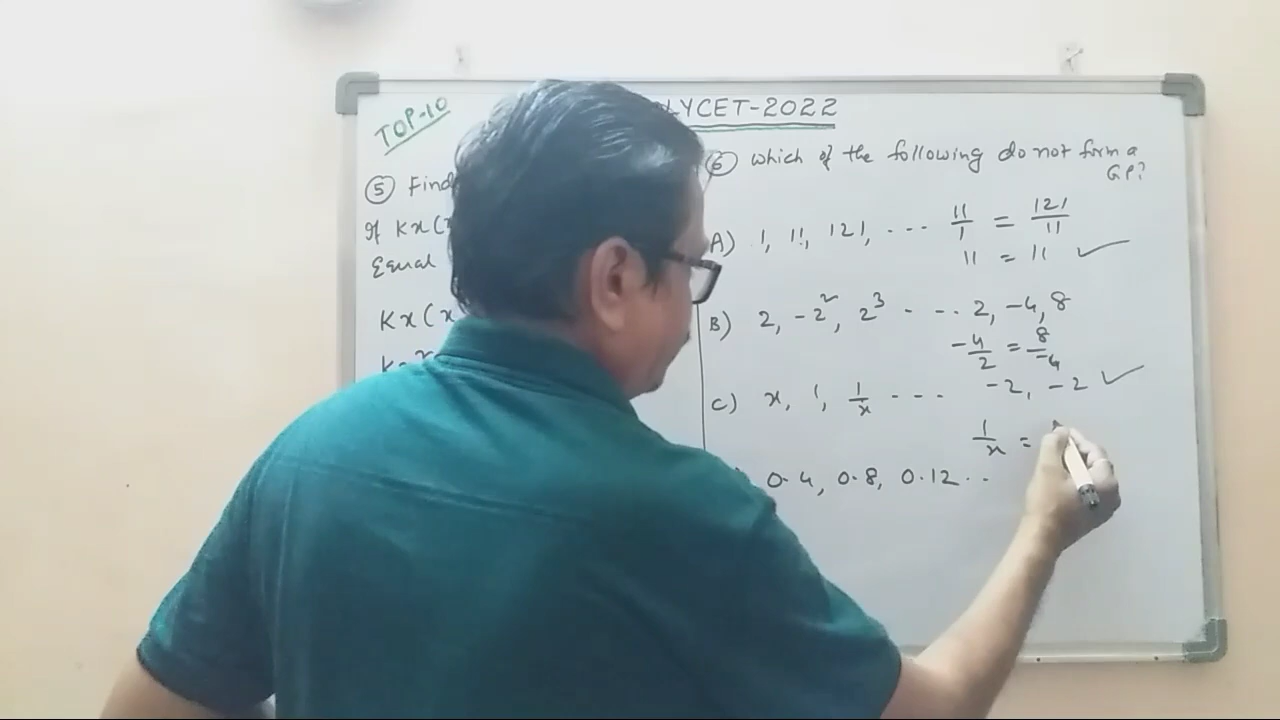 TOP-10
LYCET-2022
5 Find
If Kx(x
Equal
Kx(x
6 Which of the following do not form a
G.P?
A) 1, 11, 121, ... 11/1 = 121/11
11 = 11 ✓
B) 2, -2², 2³ - - .. 2, -4, 8
-4/2 = 8/-4
-2, -2 ✓
C) x, 1, 1/x - - - -
1/x =
) 0.4, 0.8, 0.12 ..